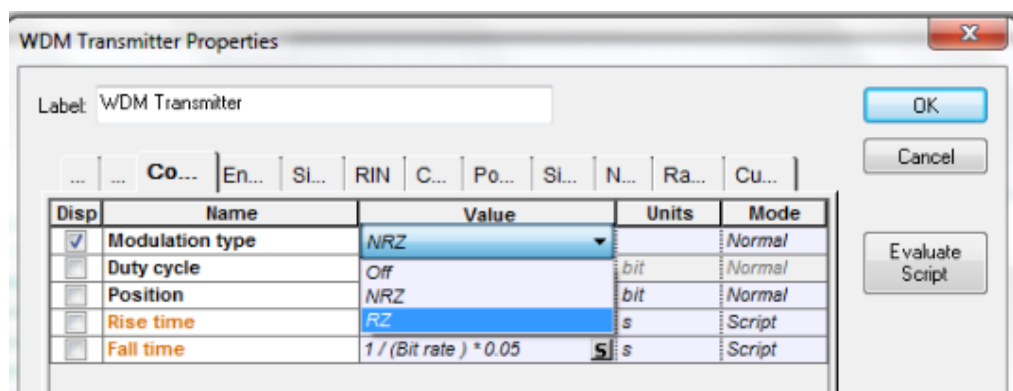 WDM Transmitter Properties
x
Label: WDM Transmitter
OK
Cancel
... ... Co... En... Si... RIN C... Po... Si... N... Ra... Cu...
Disp Name Value Units Mode
Modulation type NRZ Normal
Duty cycle Off bit Normal
Position NRZ bit Normal
Rise time RZ s Script
Fall time 1 / (Bit rate ) * 0.05 S s Script
Evaluate
Script